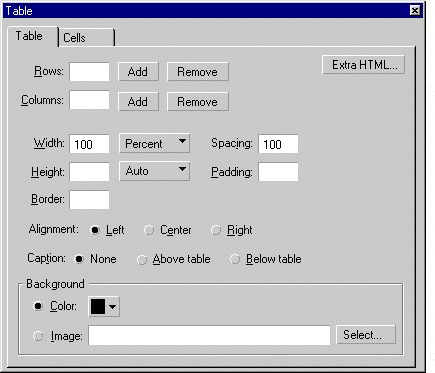 Table
Table Cells
Rows: Add Remove Extra HTML...
Columns: Add Remove
Width: 100 Percent Spacing: 100
Height: Auto Padding:
Border:
Alignment: Left Center Right
Caption: None Above table Below table
Background
Color:
Image: Select...